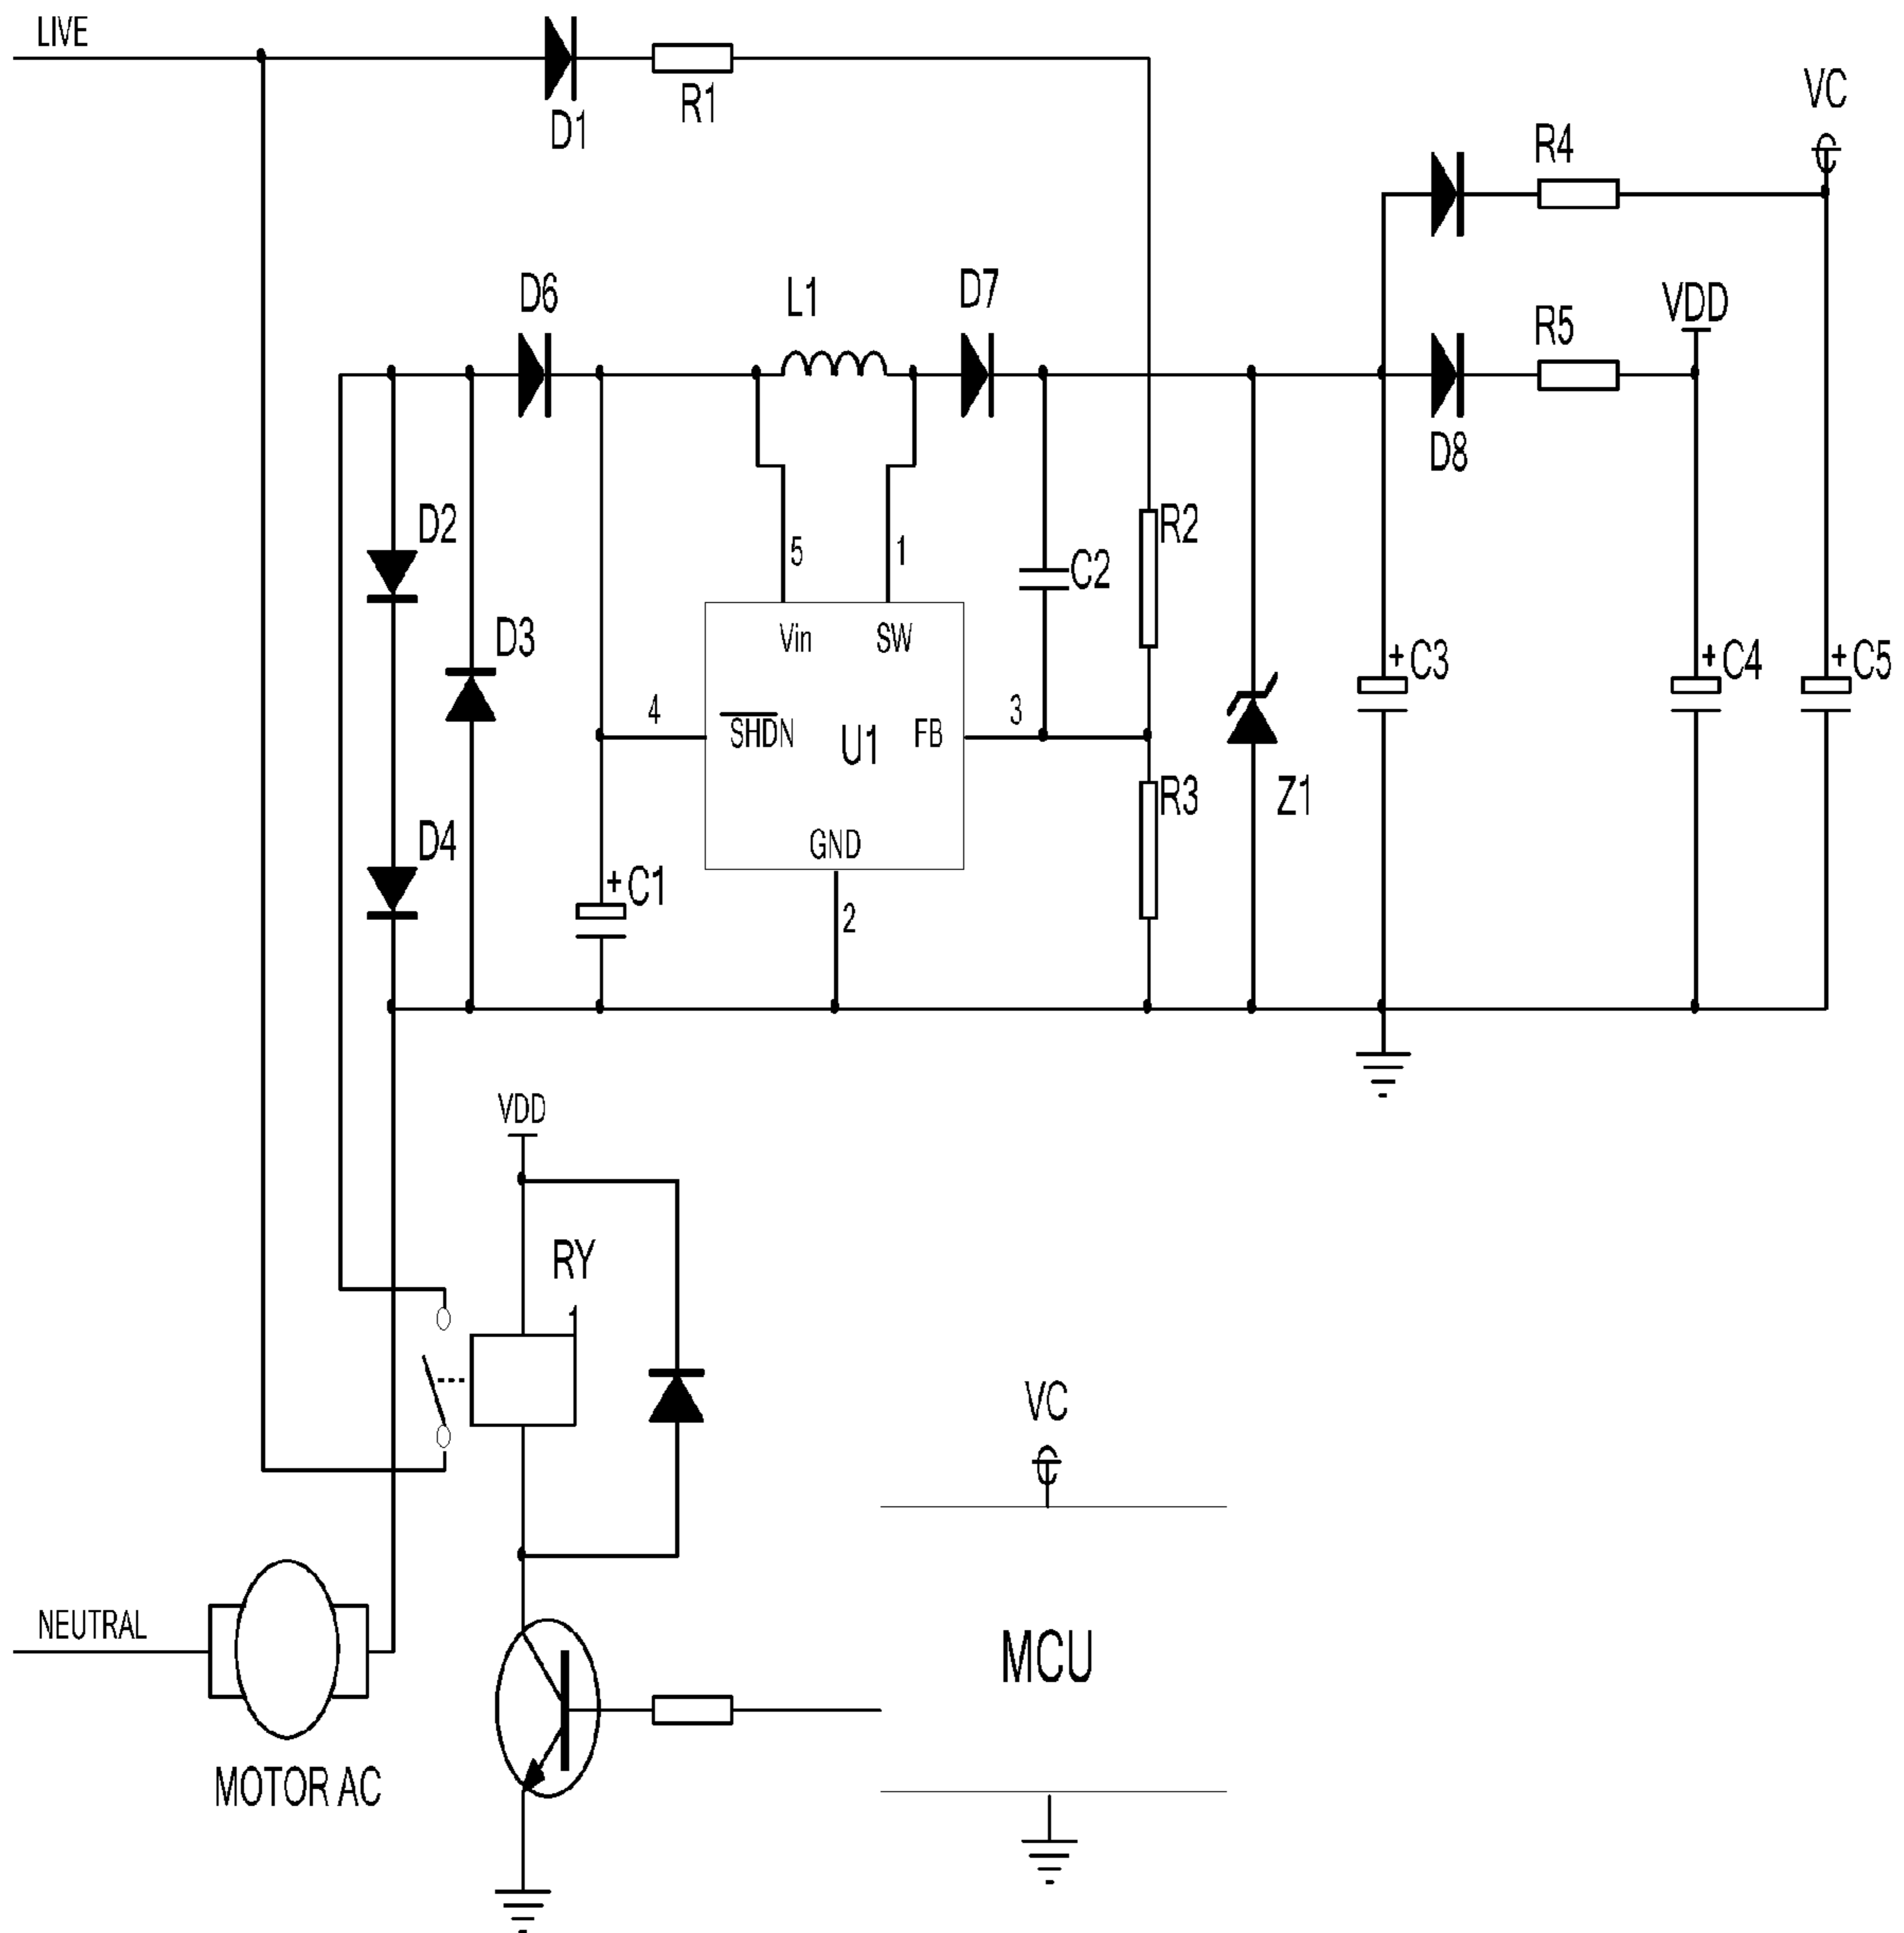 LIVE
D1
R1
VC
C
R4
D6
L1
D7
VDD
R5
D8
D2
5
1
R2
C2
D3
Vin
SW
C3
C4
C5
4
SHDN
U1
FB
3
R3
Z1
D4
GND
C1
2
VDD
RY
1
VC
C
NEUTRAL
MCU
MOTOR AC